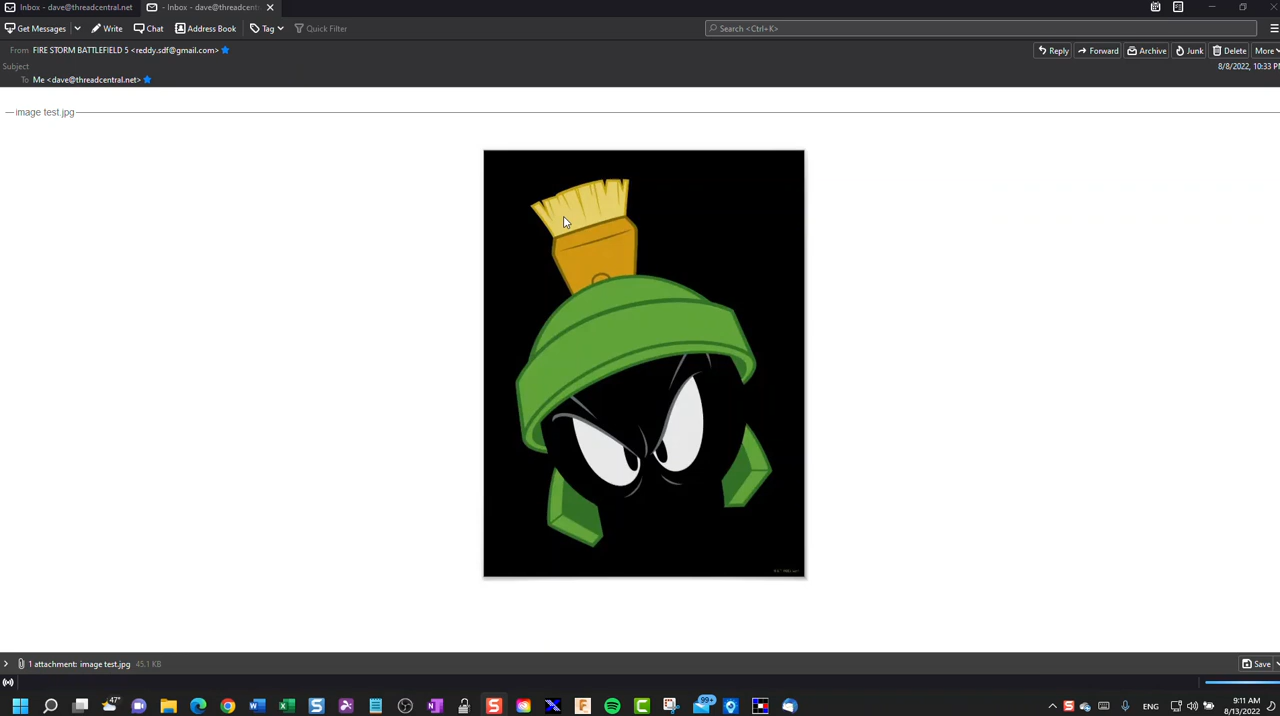 Inbox - dave@threadcentral.net
- Inbox - dave@threadcentr
Get Messages Write Chat Address Book Tag Quick Filter Search <Ctrl+K>
From FIRE STORM BATTLEFIELD 5 <reddy.sdf@gmail.com> Reply Forward Archive Junk Delete More
Subject 8/8/2022, 10:33 PM
To Me <dave@threadcentral.net>
image test.jpg
1 attachment: image test.jpg 45.1 KB Save
47°
99+
9:11 AM
8/13/2022